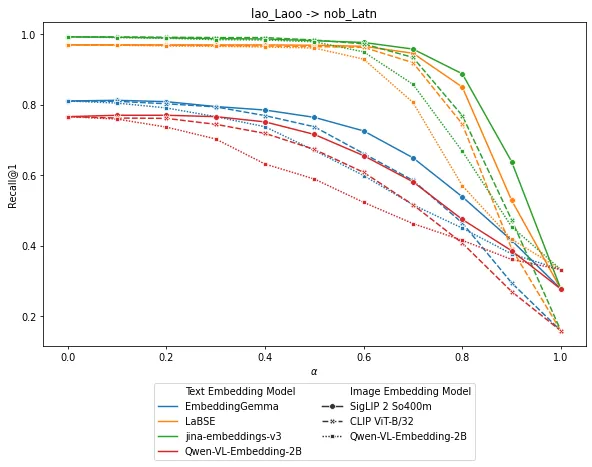 lao_Laoo -> nob_Latn
1.0
0.8
0.6
0.4
0.2
Recall@1
0.0 0.2 0.4 0.6 0.8 1.0
α
Text Embedding Model
EmbeddingGemma
LaBSE
jina-embeddings-v3
Qwen-VL-Embedding-2B
Image Embedding Model
SigLIP 2 So400m
CLIP ViT-B/32
Qwen-VL-Embedding-2B